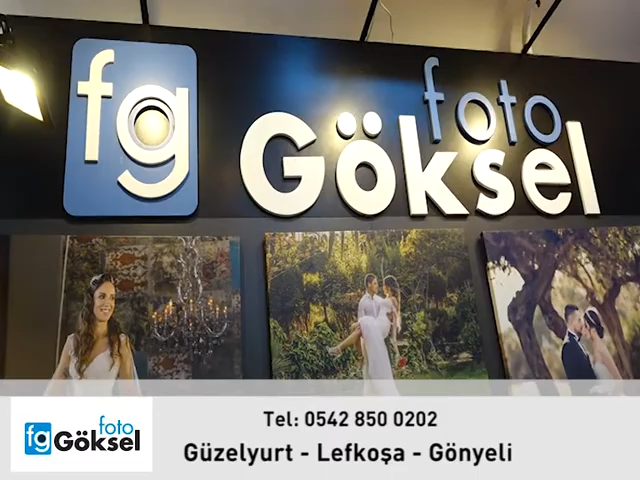 fg
foto
Göksel
Tel: 0542 850 0202
Güzelyurt - Lefkoşa - Gönyeli
fg
foto
Göksel